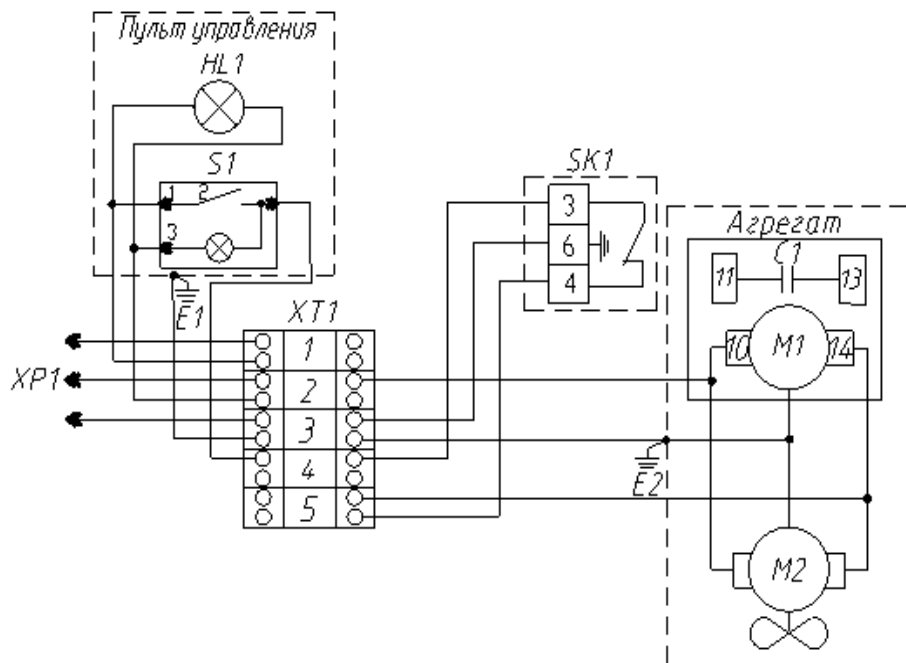 Пульт управления
HL1
S1
1 2
3
E1
SK1
3
6
4
Агрегат
C1
11 13
10 M1 14
XT1
1
XP1
2
3
4
5
E2
M2